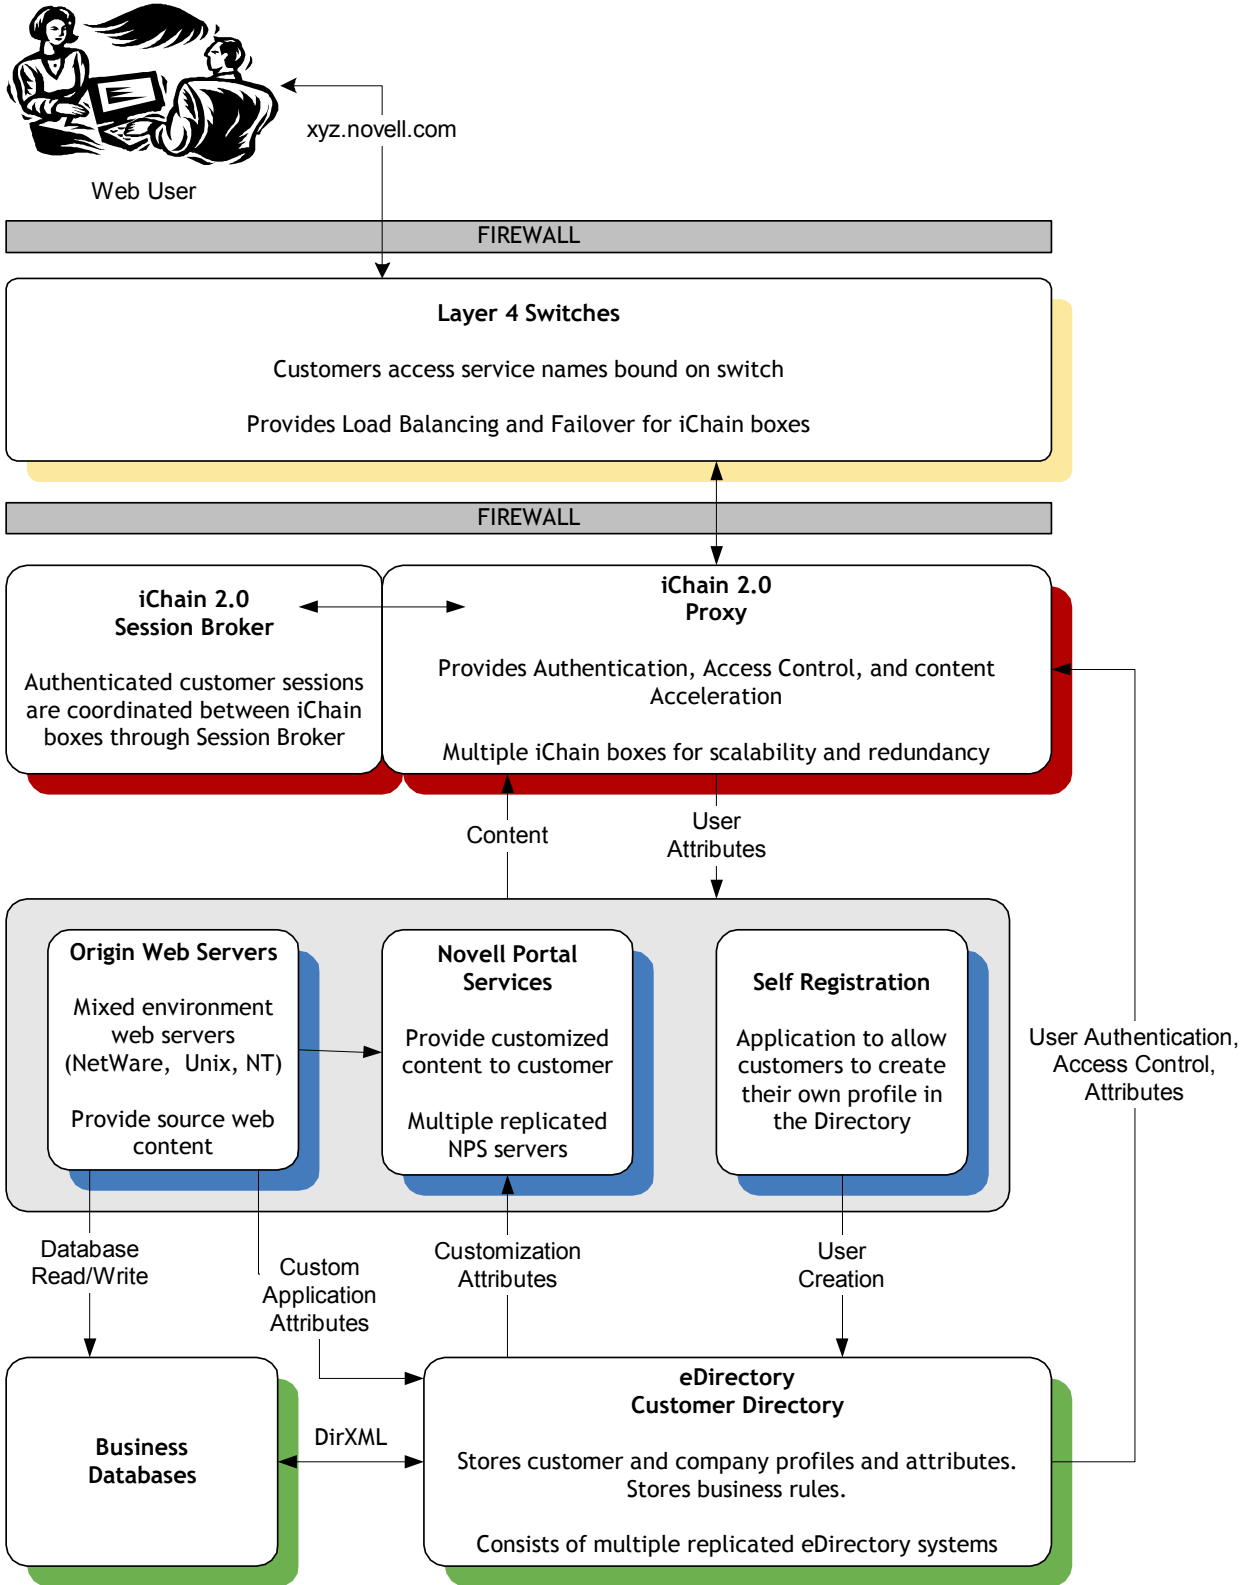 xyz.novell.com
Web User
FIREWALL
Layer 4 Switches
Customers access service names bound on switch
Provides Load Balancing and Failover for iChain boxes
FIREWALL
iChain 2.0
Session Broker
Authenticated customer sessions
are coordinated between iChain
boxes through Session Broker
iChain 2.0
Proxy
Provides Authentication, Access Control, and content
Acceleration
Multiple iChain boxes for scalability and redundancy
Content
User
Attributes
Origin Web Servers
Mixed environment
web servers
(NetWare, Unix, NT)
Provide source web
content
Novell Portal
Services
Provide customized
content to customer
Multiple replicated
NPS servers
Self Registration
Application to allow
customers to create
their own profile in
the Directory
User Authentication,
Access Control,
Attributes
Database
Read/Write
Custom
Application
Attributes
Customization
Attributes
User
Creation
Business
Databases
DirXML
eDirectory
Customer Directory
Stores customer and company profiles and attributes.
Stores business rules.
Consists of multiple replicated eDirectory systems